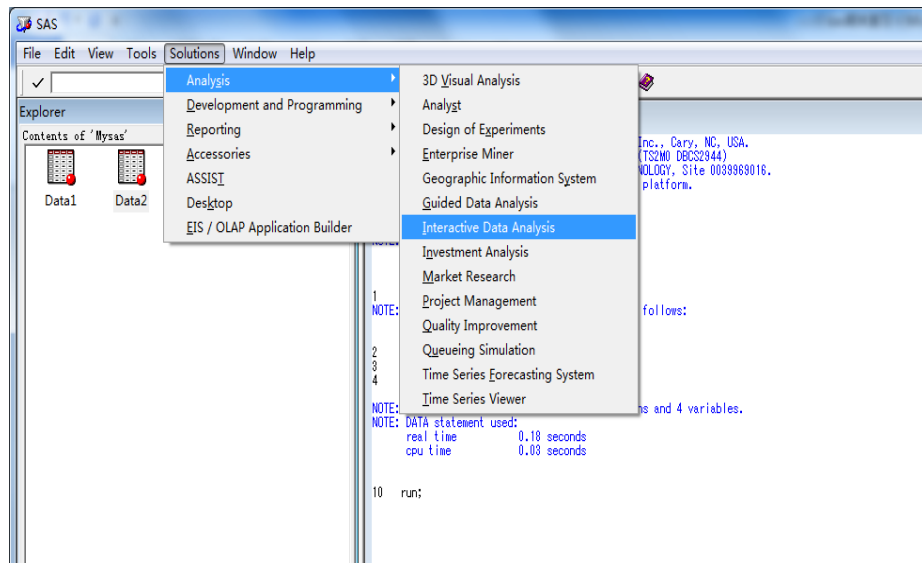 SAS
File Edit View Tools Solutions Window Help
Explorer
Contents of 'Mysas'
Data1 Data2
Analysis
Development and Programming
Reporting
Accessories
ASSIST
Desktop
EIS / OLAP Application Builder
3D Visual Analysis
Analyst
Design of Experiments
Enterprise Miner
Geographic Information System
Guided Data Analysis
Interactive Data Analysis
Investment Analysis
Market Research
Project Management
Quality Improvement
Queueing Simulation
Time Series Forecasting System
Time Series Viewer
Inc., Cary, NC, USA.
(TS2M0 DBCS2944)
NOLOGY, Site 0039969016.
platform.
1
NOTE: follows:
2
3
4
NOTE: ns and 4 variables.
NOTE: DATA statement used:
real time 0.18 seconds
cpu time 0.03 seconds
10 run;